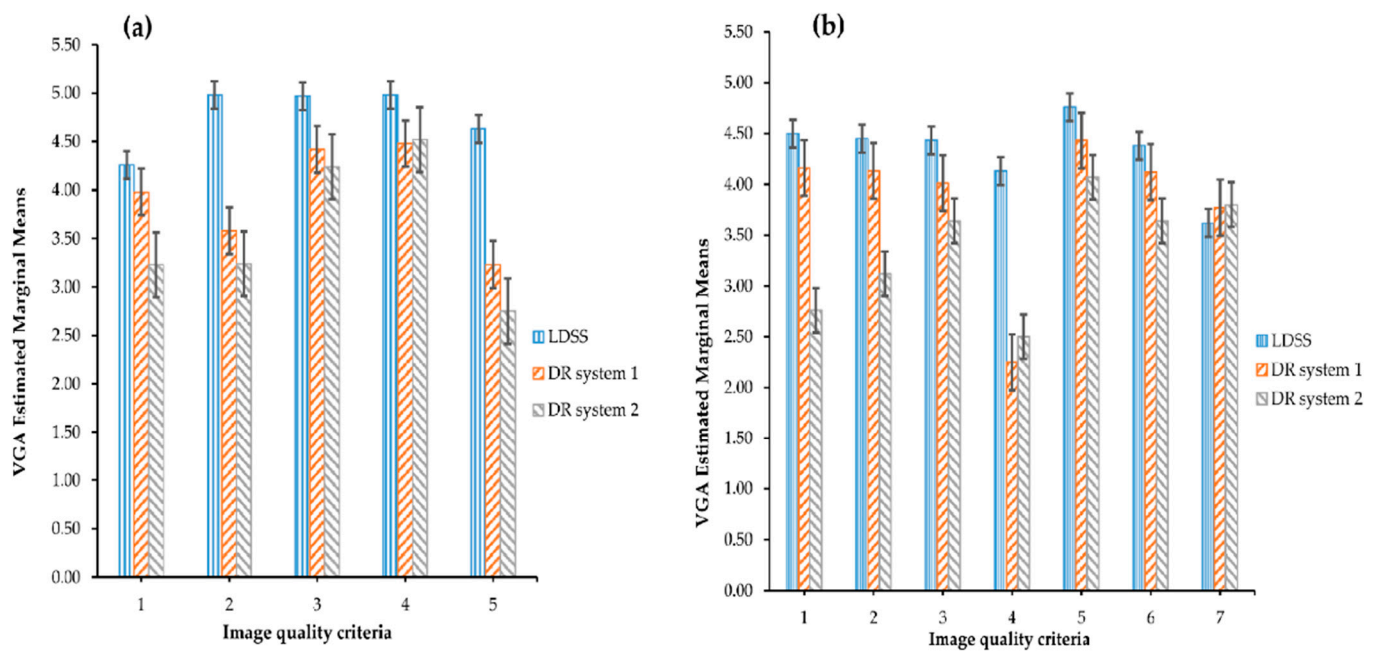 (a)
VGA Estimated Marginal Means
5.50
5.00
4.50
4.00
3.50
3.00
2.50
2.00
1.50
1.00
0.50
0.00
1 2 3 4 5
Image quality criteria
LDSS
DR system 1
DR system 2
(b)
VGA Estimated Marginal Means
5.50
5.00
4.50
4.00
3.50
3.00
2.50
2.00
1.50
1.00
0.50
0.00
1 2 3 4 5 6 7
Image quality criteria
LDSS
DR system 1
DR system 2